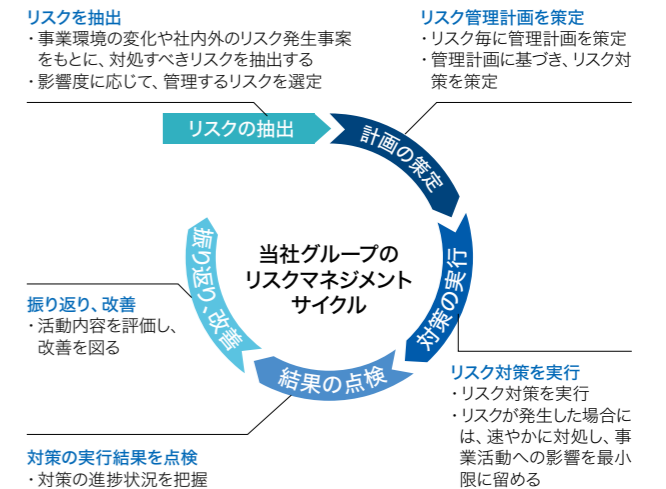 リスクを抽出
・事業環境の変化や社内外のリスク発生事案
をもとに、対処すべきリスクを抽出する
・影響度に応じて、管理するリスクを選定
リスク管理計画を策定
・リスク毎に管理計画を策定
・管理計画に基づき、リスク対
策を策定
リスクの抽出
計画の策定
対策の実行
結果の点検
振り返り、改善
当社グループの
リスクマネジメント
サイクル
振り返り、改善
・活動内容を評価し、
改善を図る
リスク対策を実行
・リスク対策を実行
・リスクが発生した場合に
は、速やかに対処し、事
業活動への影響を最小
限に留める
対策の実行結果を点検
・対策の進捗状況を把握